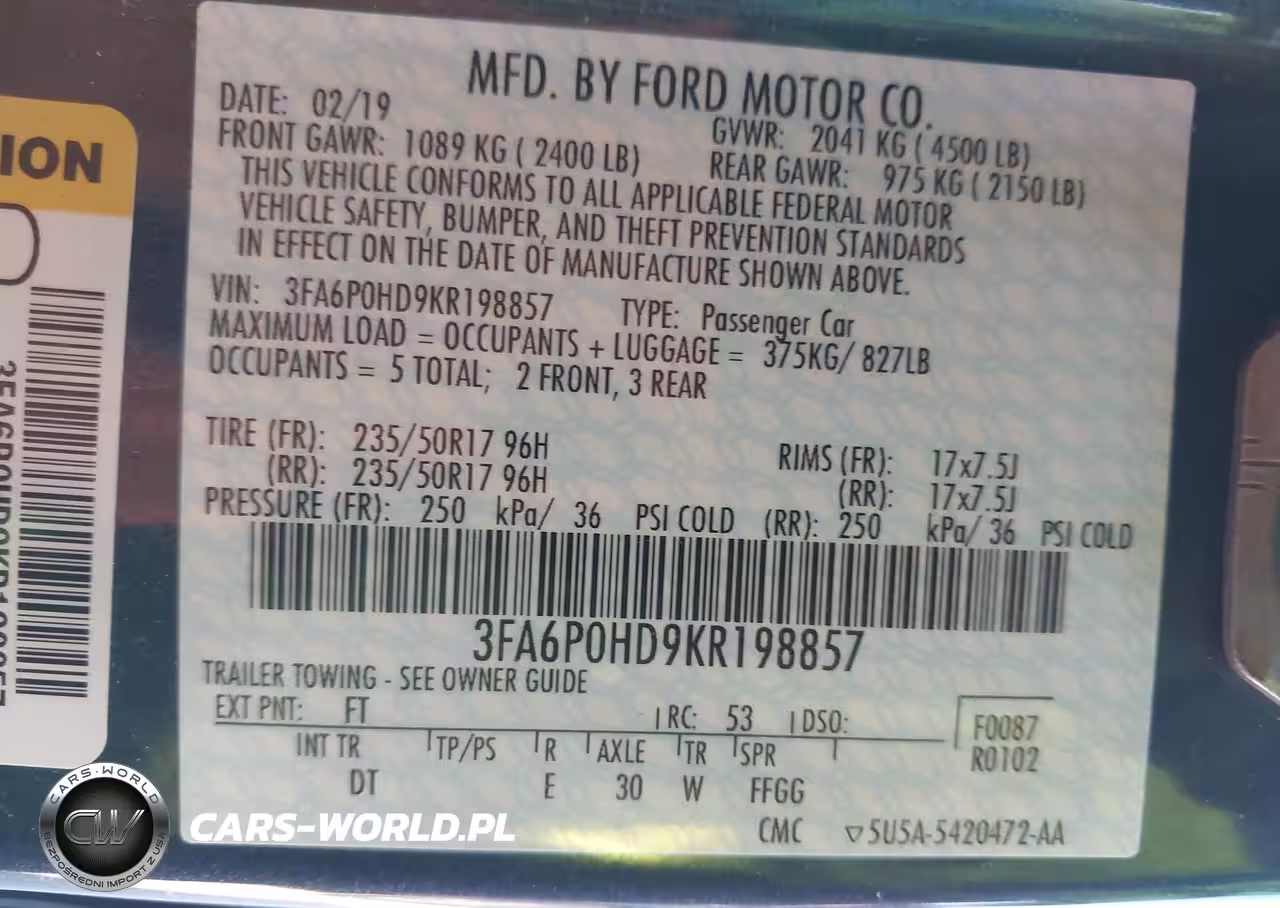 MFD. BY FORD MOTOR CO.
DATE: 02/19 GVWR: 2041 KG ( 4500 LB)
FRONT GAWR: 1089 KG ( 2400 LB) REAR GAWR: 975 KG ( 2150 LB)
THIS VEHICLE CONFORMS TO ALL APPLICABLE FEDERAL MOTOR
VEHICLE SAFETY, BUMPER, AND THEFT PREVENTION STANDARDS
IN EFFECT ON THE DATE OF MANUFACTURE SHOWN ABOVE.
VIN: 3FA6P0HD9KR198857 TYPE: Passenger Car
MAXIMUM LOAD = OCCUPANTS + LUGGAGE = 375KG/ 827LB
OCCUPANTS = 5 TOTAL; 2 FRONT, 3 REAR
TIRE (FR): 235/50R17 96H RIMS (FR): 17x7.5J
(RR): 235/50R17 96H (RR): 17x7.5J
PRESSURE (FR): 250 kPa/ 36 PSI COLD (RR): 250 kPa/ 36 PSI COLD
3FA6P0HD9KR198857
TRAILER TOWING - SEE OWNER GUIDE
EXT PNT: FT RC: 53 DSO: F0087
INT TR TP/PS R AXLE TR SPR R0102
DT E 30 W FFGG
CMC ▽5U5A-5420472-AA
ION
CARS-WORLD
CW
BEZPOŚREDNI IMPORT Z USA
CARS-WORLD.PL